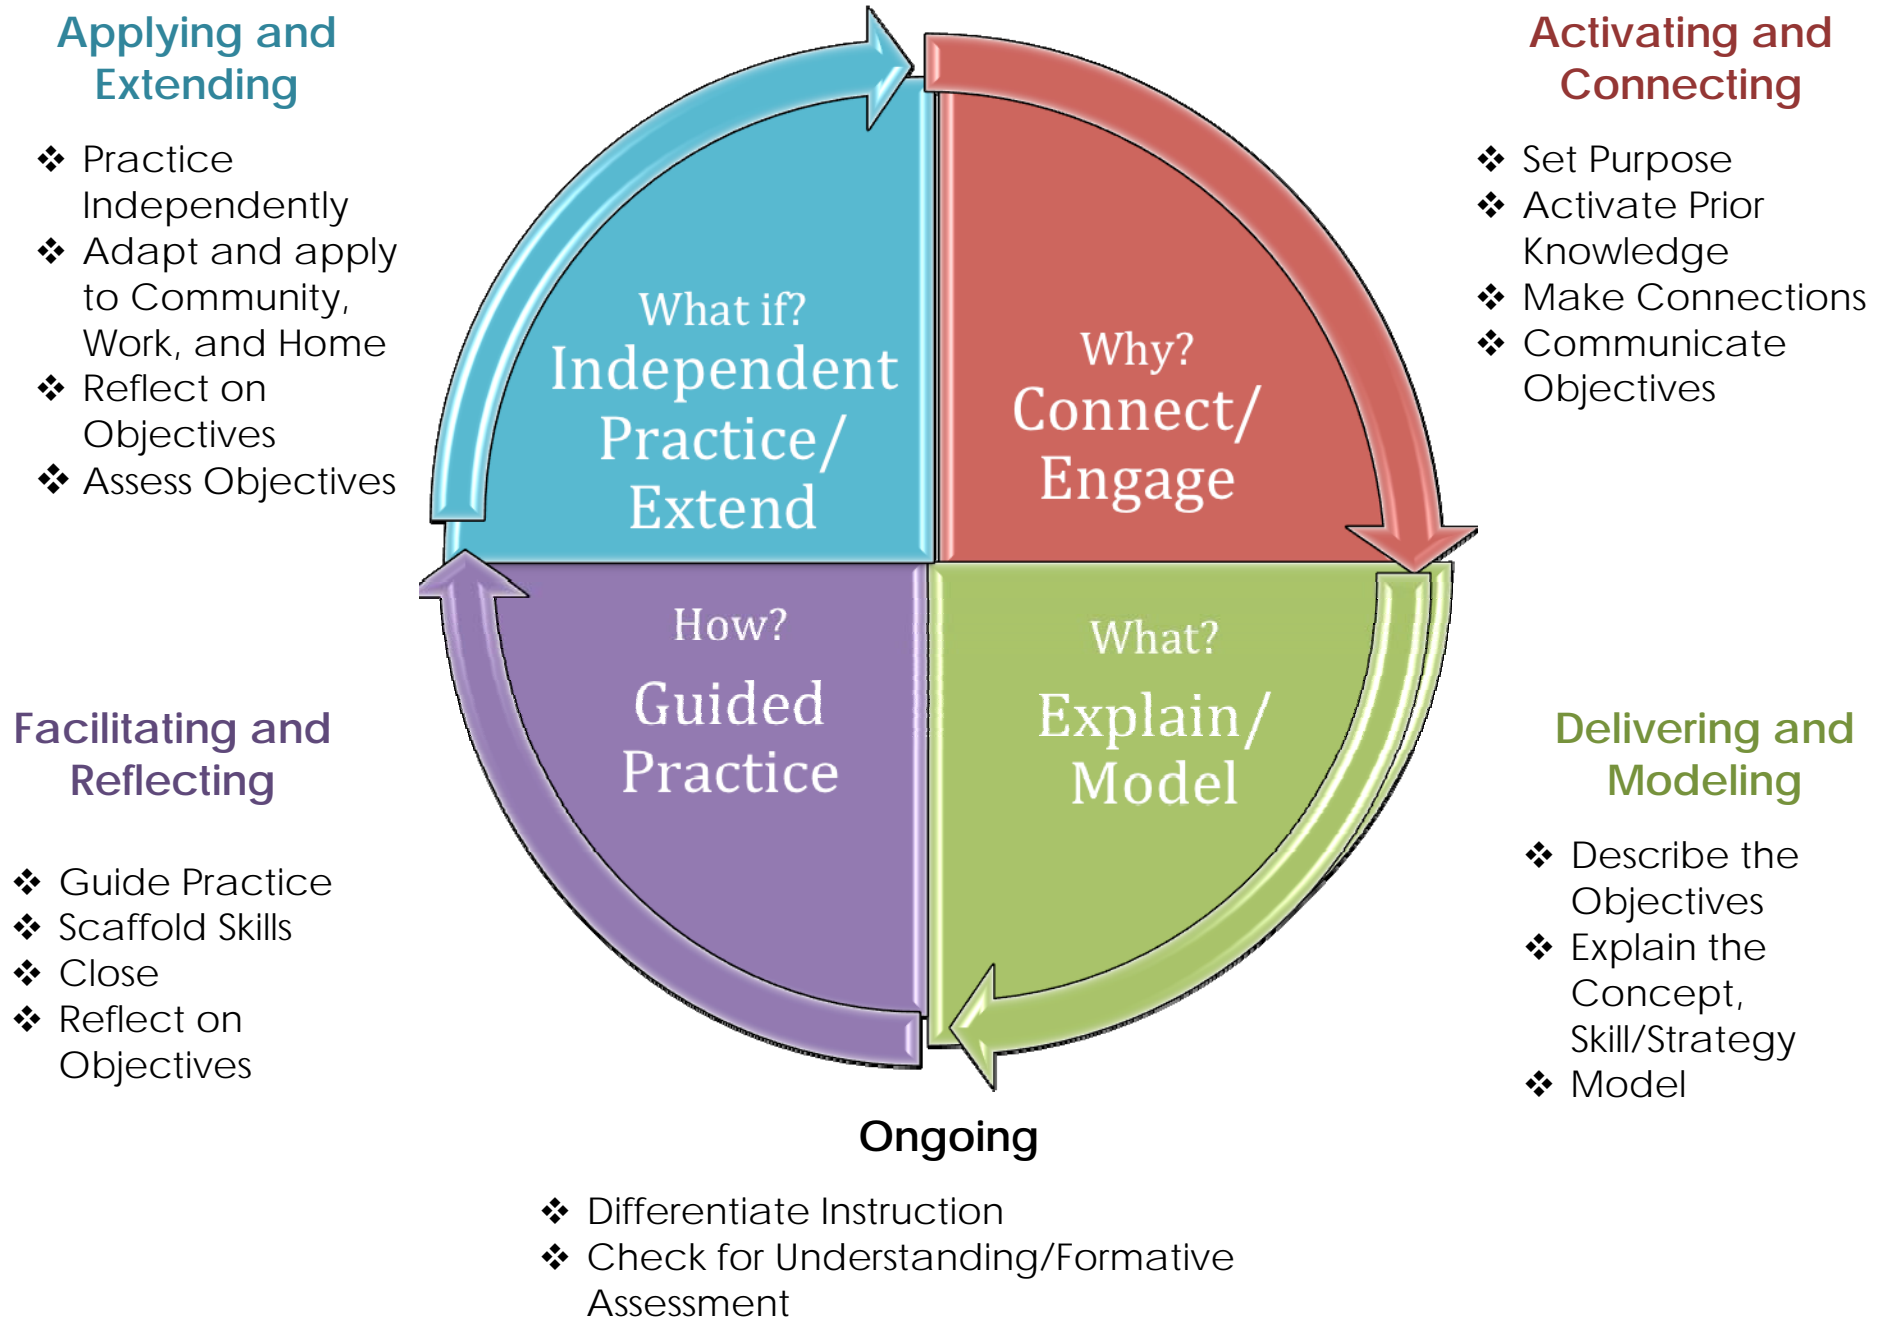 Applying and
Extending
❖ Practice
Independently
❖ Adapt and apply
to Community,
Work, and Home
❖ Reflect on
Objectives
❖ Assess Objectives
Activating and
Connecting
❖ Set Purpose
❖ Activate Prior
Knowledge
❖ Make Connections
❖ Communicate
Objectives
What if?
Independent
Practice/
Extend
Why?
Connect/
Engage
How?
Guided
Practice
What?
Explain/
Model
Facilitating and
Reflecting
❖ Guide Practice
❖ Scaffold Skills
❖ Close
❖ Reflect on
Objectives
Delivering and
Modeling
❖ Describe the
Objectives
❖ Explain the
Concept,
Skill/Strategy
❖ Model
Ongoing
❖ Differentiate Instruction
❖ Check for Understanding/Formative
Assessment